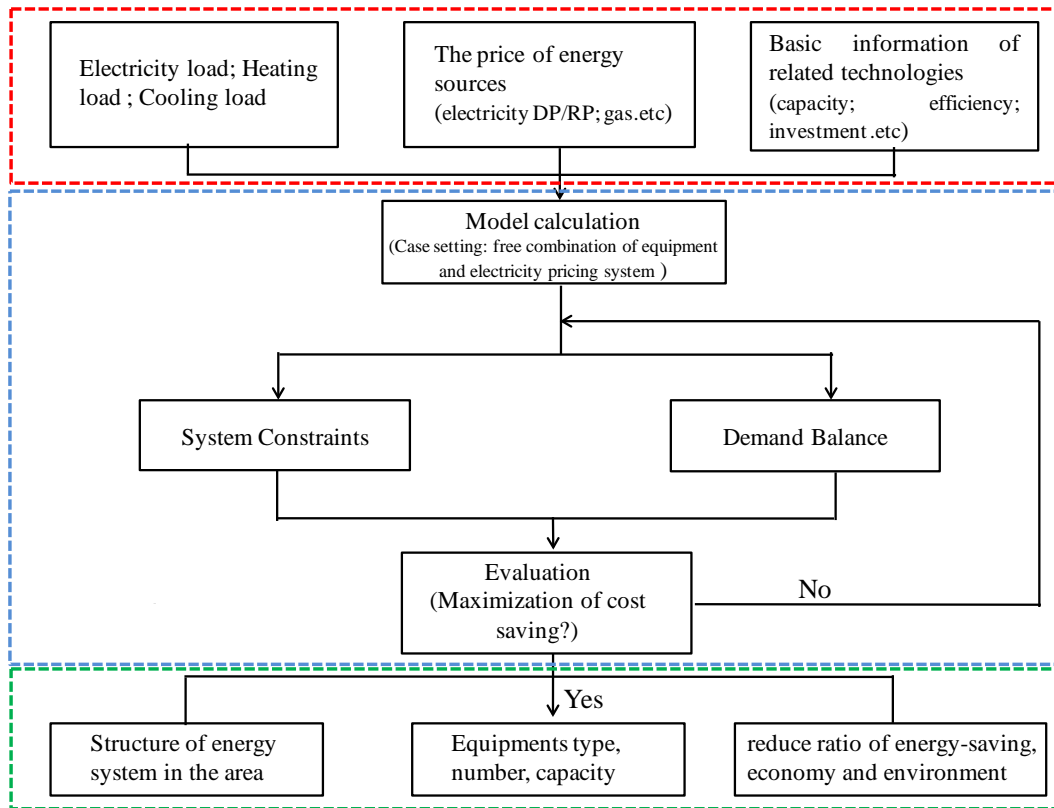 Electricity load; Heating
load ; Cooling load
The price of energy
sources
(electricity DP/RP; gas.etc)
Basic information of
related technologies
(capacity; efficiency;
investment .etc)
Model calculation
(Case setting: free combination of equipment
and electricity pricing system )
System Constraints
Demand Balance
Evaluation
(Maximization of cost
saving?)
No
Yes
Structure of energy
system in the area
Equipments type,
number, capacity
reduce ratio of energy-saving,
economy and environment